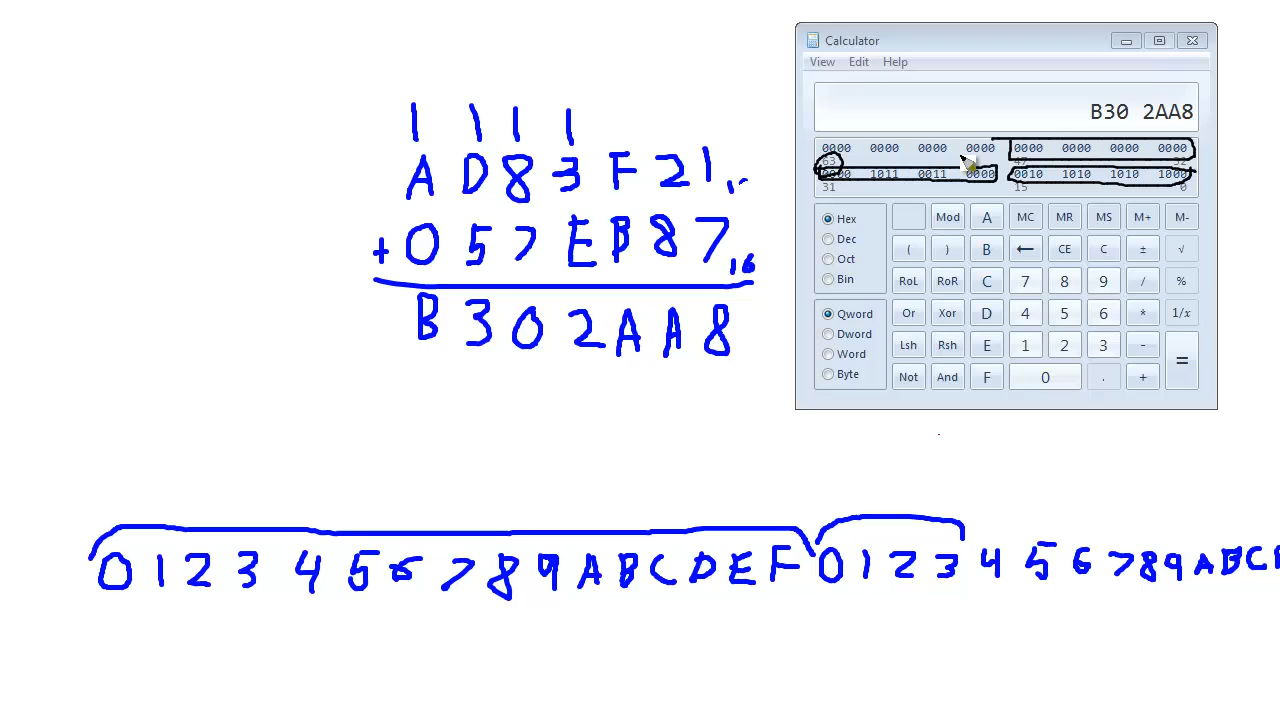 Calculator
View Edit Help
B30 2AA8
0000 0000 0000 0000 0000 0000 0000 0000
63 47 32
0000 1011 0011 0000 0010 1010 1010 1000
31 15 0
Hex Mod A MC MR MS M+ M-
Dec ( ) B ← CE C ± √
Oct RoL RoR C 7 8 9 / %
Bin
Qword Or Xor D 4 5 6 * 1/x
Dword Lsh Rsh E 1 2 3 - =
Word
Byte Not And F 0 . +
1 1 1 1
A D 8 3 F 2 1
+ 0 5 7 E B 8 7 16
B 3 0 2 A A 8
0 1 2 3 4 5 6 7 8 9 A B C D E F 0 1 2 3 4 5 6 7 8 9 A B C